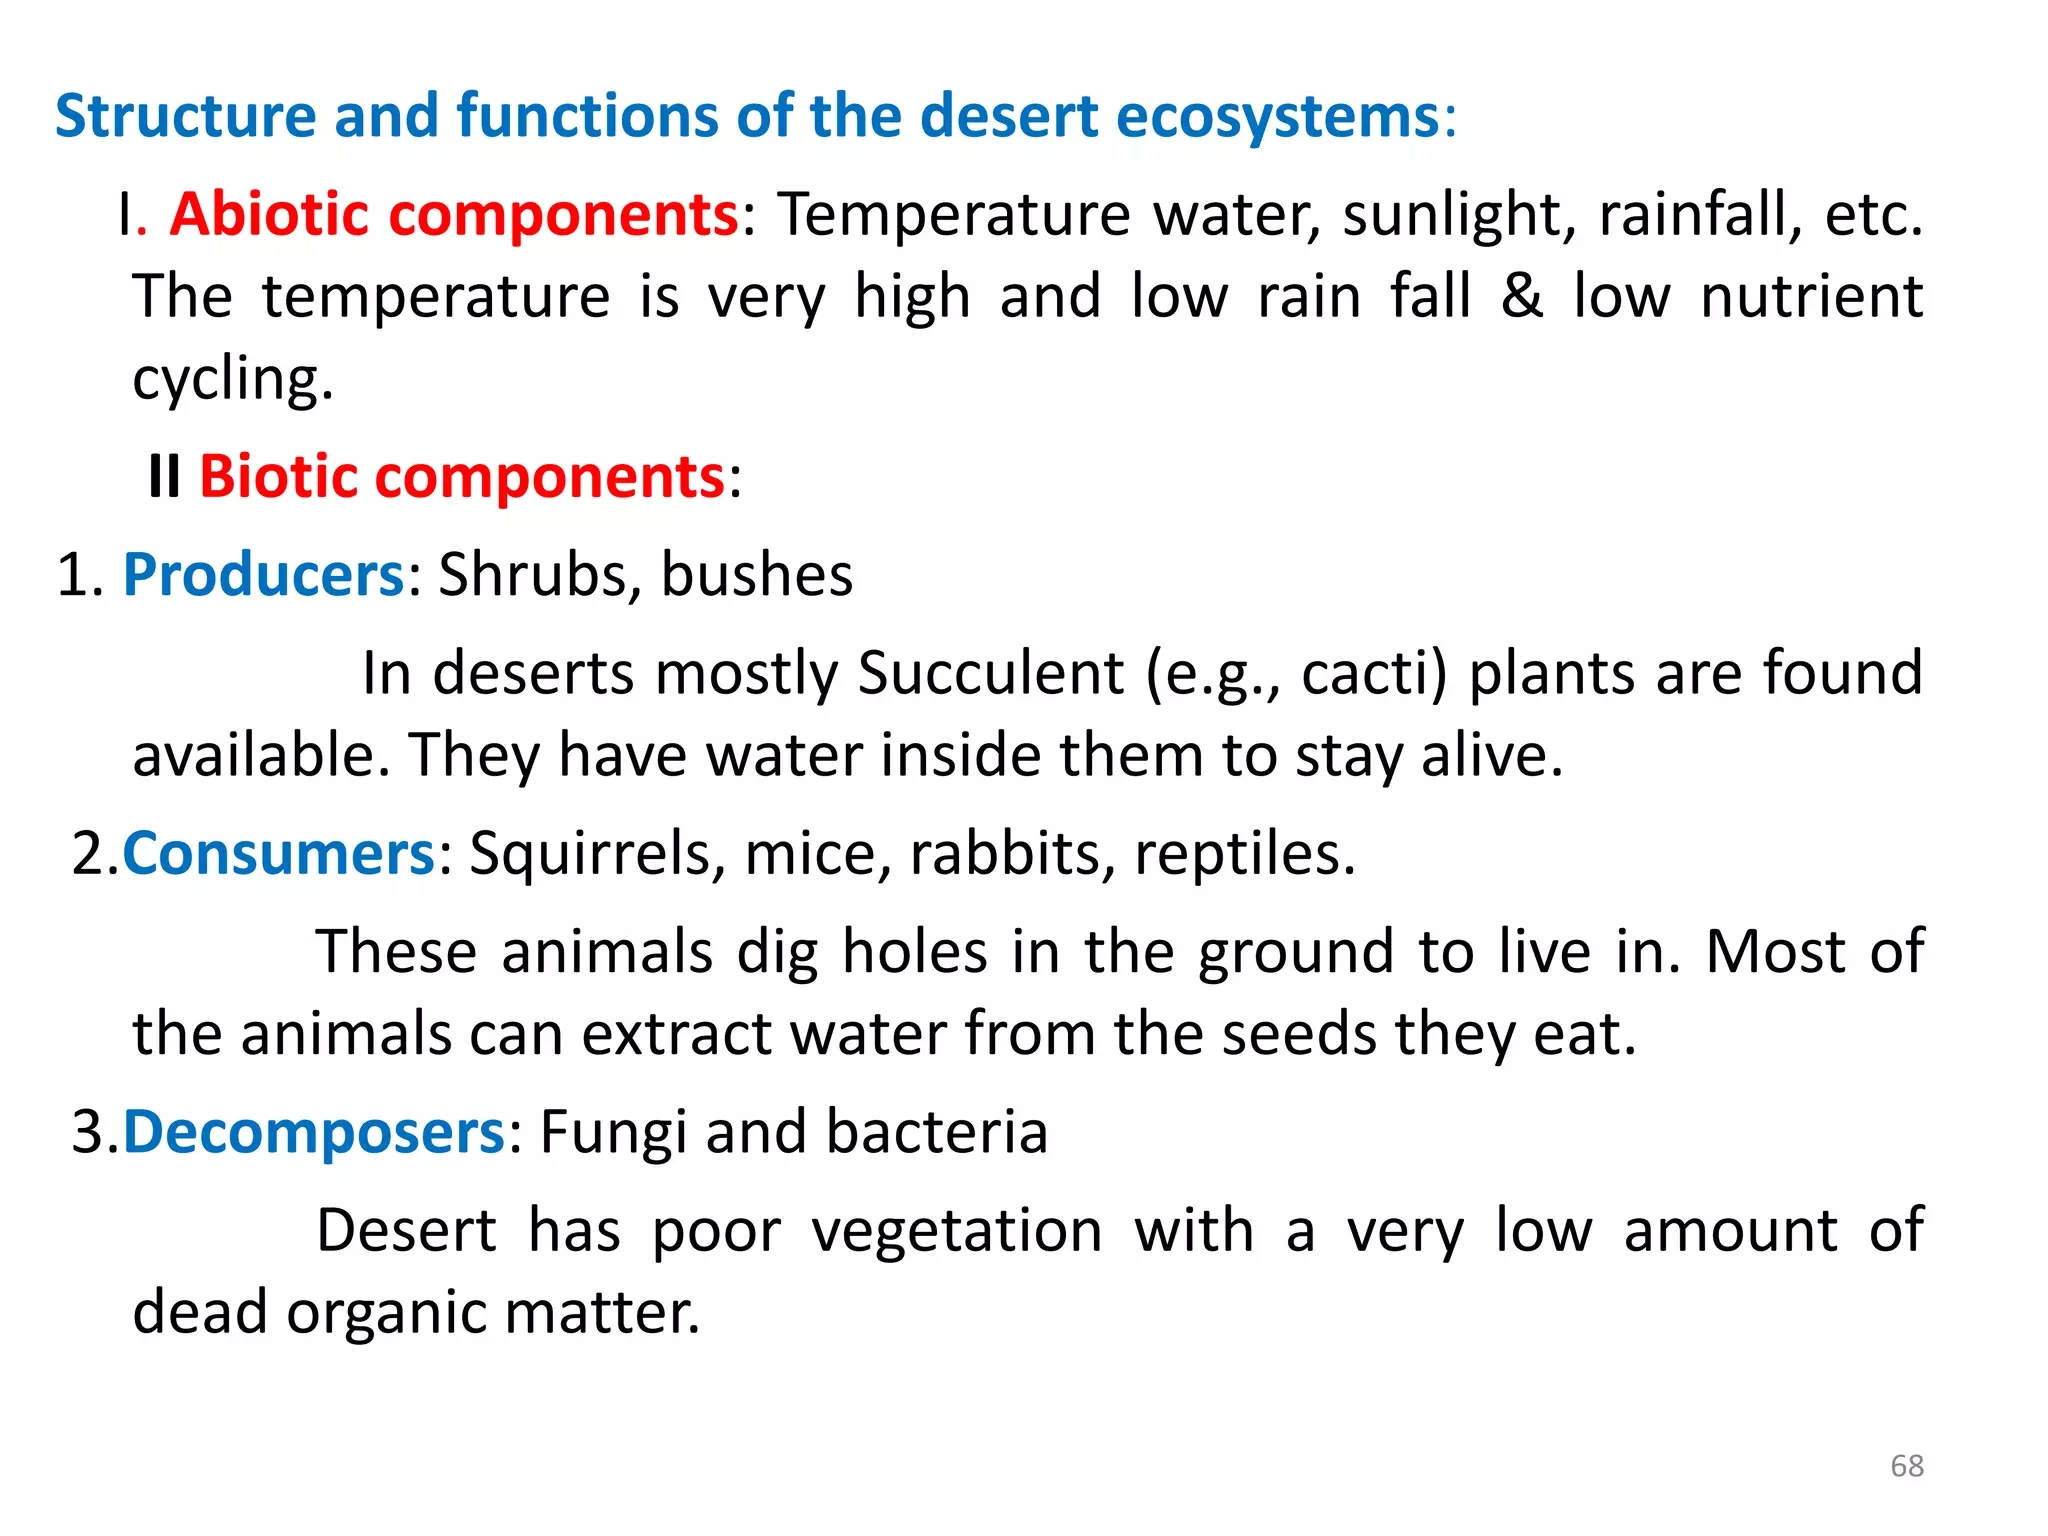 Structure and functions of the desert ecosystems:
I. Abiotic components: Temperature water, sunlight, rainfall, etc.
The temperature is very high and low rain fall & low nutrient
cycling.
II Biotic components:
1. Producers: Shrubs, bushes
In deserts mostly Succulent (e.g., cacti) plants are found
available. They have water inside them to stay alive.
2.Consumers: Squirrels, mice, rabbits, reptiles.
These animals dig holes in the ground to live in. Most of
the animals can extract water from the seeds they eat.
3.Decomposers: Fungi and bacteria
Desert has poor vegetation with a very low amount of
dead organic matter.
68